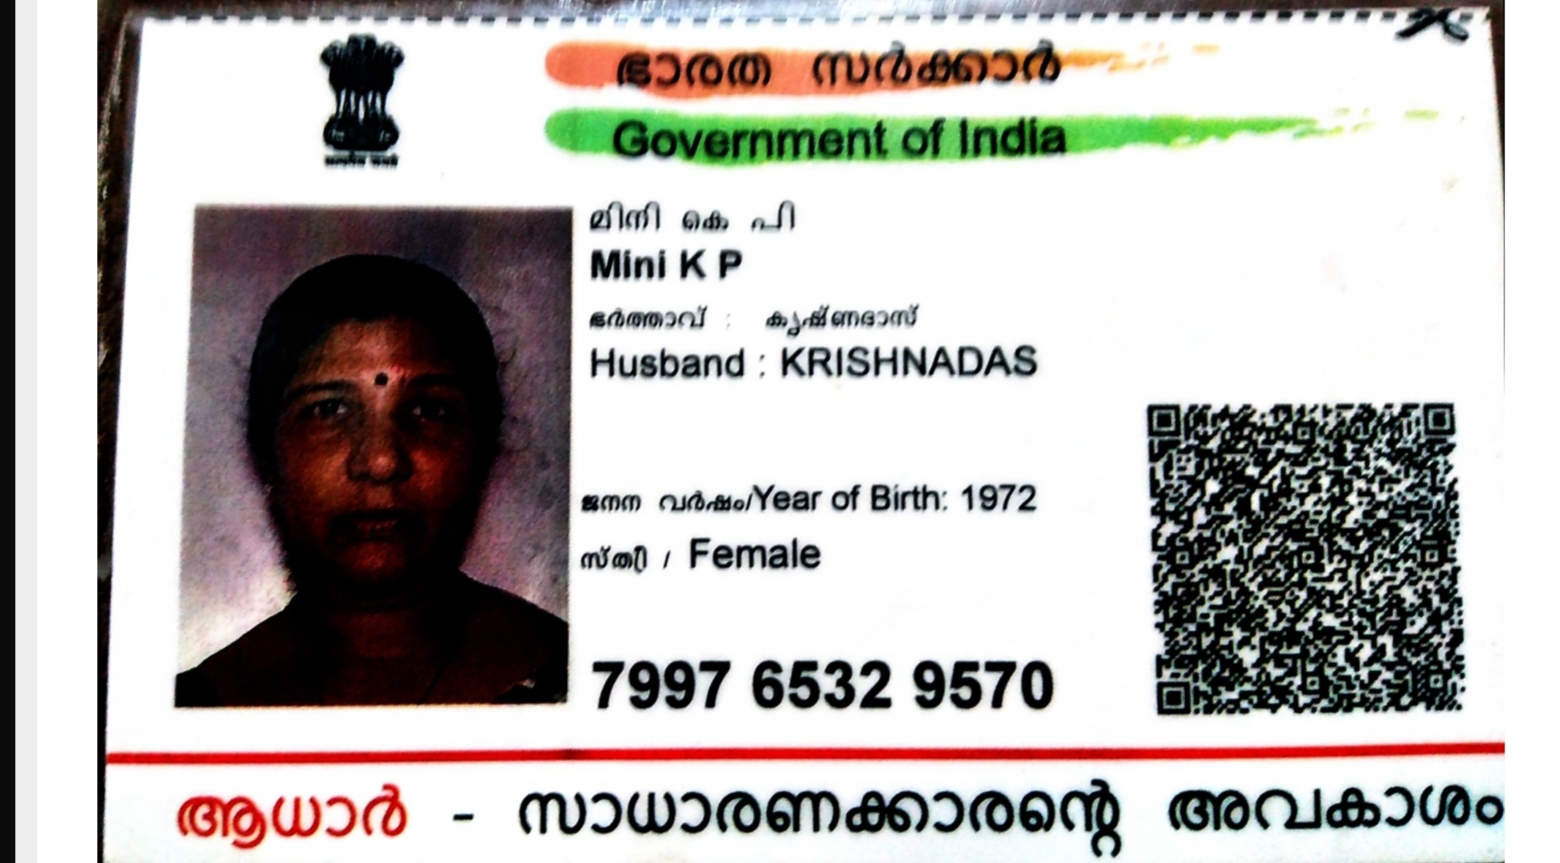 ഭാരത സർക്കാർ
Government of India
മിനി കെ പി
Mini K P
ഭർത്താവ് : കൃഷ്ണദാസ്
Husband : KRISHNADAS
ജനന വർഷം/Year of Birth: 1972
സ്ത്രീ / Female
7997 6532 9570
ആധാർ - സാധാരണക്കാരന്റെ അവകാശം